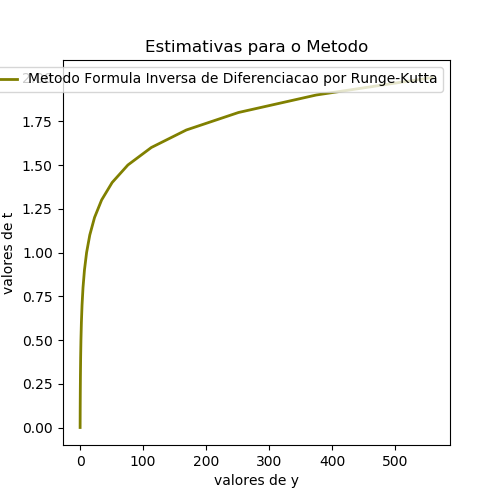 Estimativas para o Metodo
Metodo Formula Inversa de Diferenciacao por Runge-Kutta
1.75
1.50
1.25
1.00
0.75
0.50
0.25
0.00
valores de t
0 100 200 300 400 500
valores de y